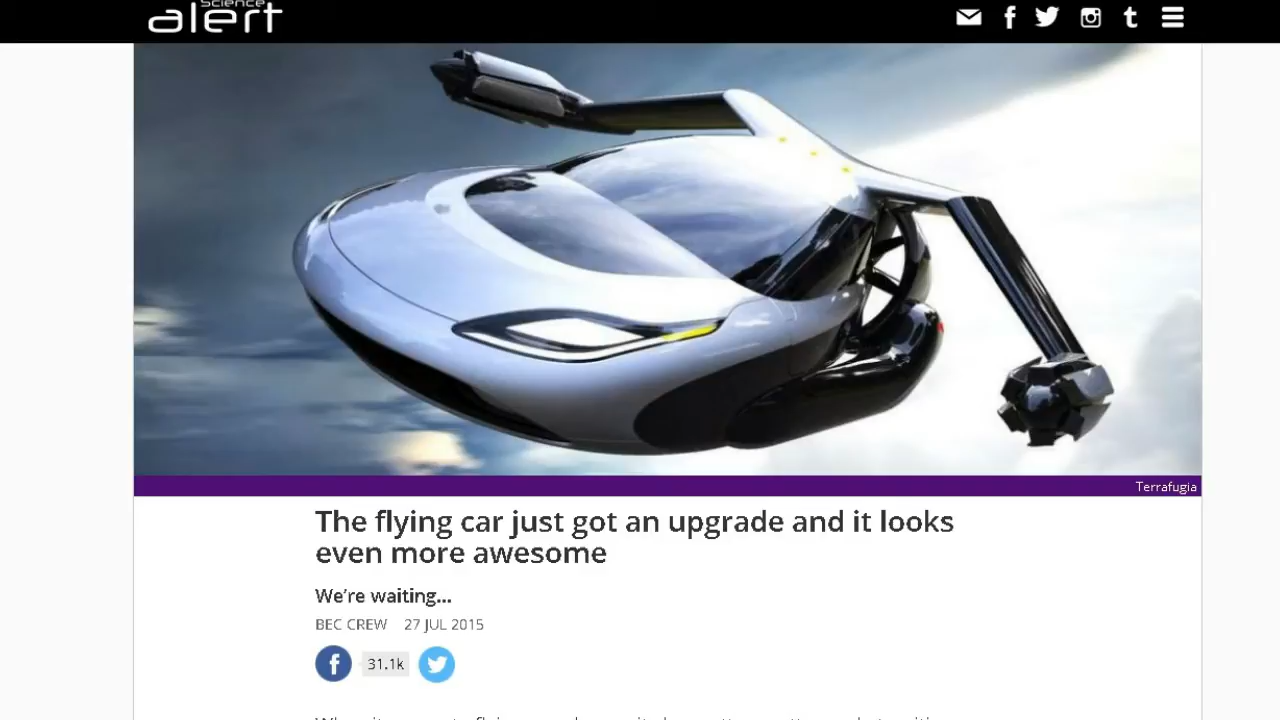 science
alert
Terrafugia
The flying car just got an upgrade and it looks
even more awesome
We're waiting...
BEC CREW 27 JUL 2015
31.1k